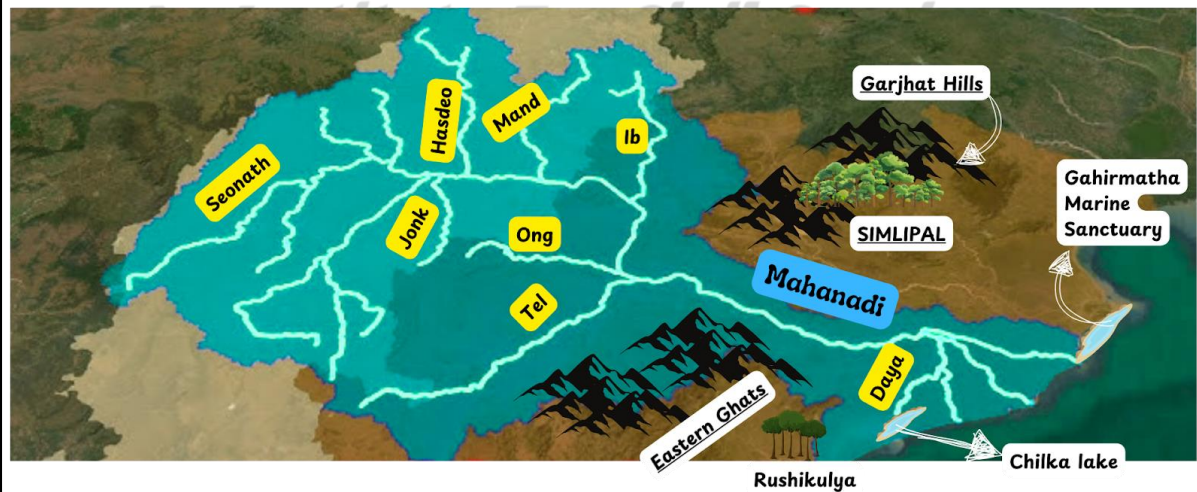 Garjhat Hills
Hasdeo
Mand
Ib
Seonath
Gahirmatha
Marine
Sanctuary
Jonk
Ong
SIMLIPAL
Tel
Mahanadi
Daya
Eastern Ghats
Chilka lake
Rushikulya